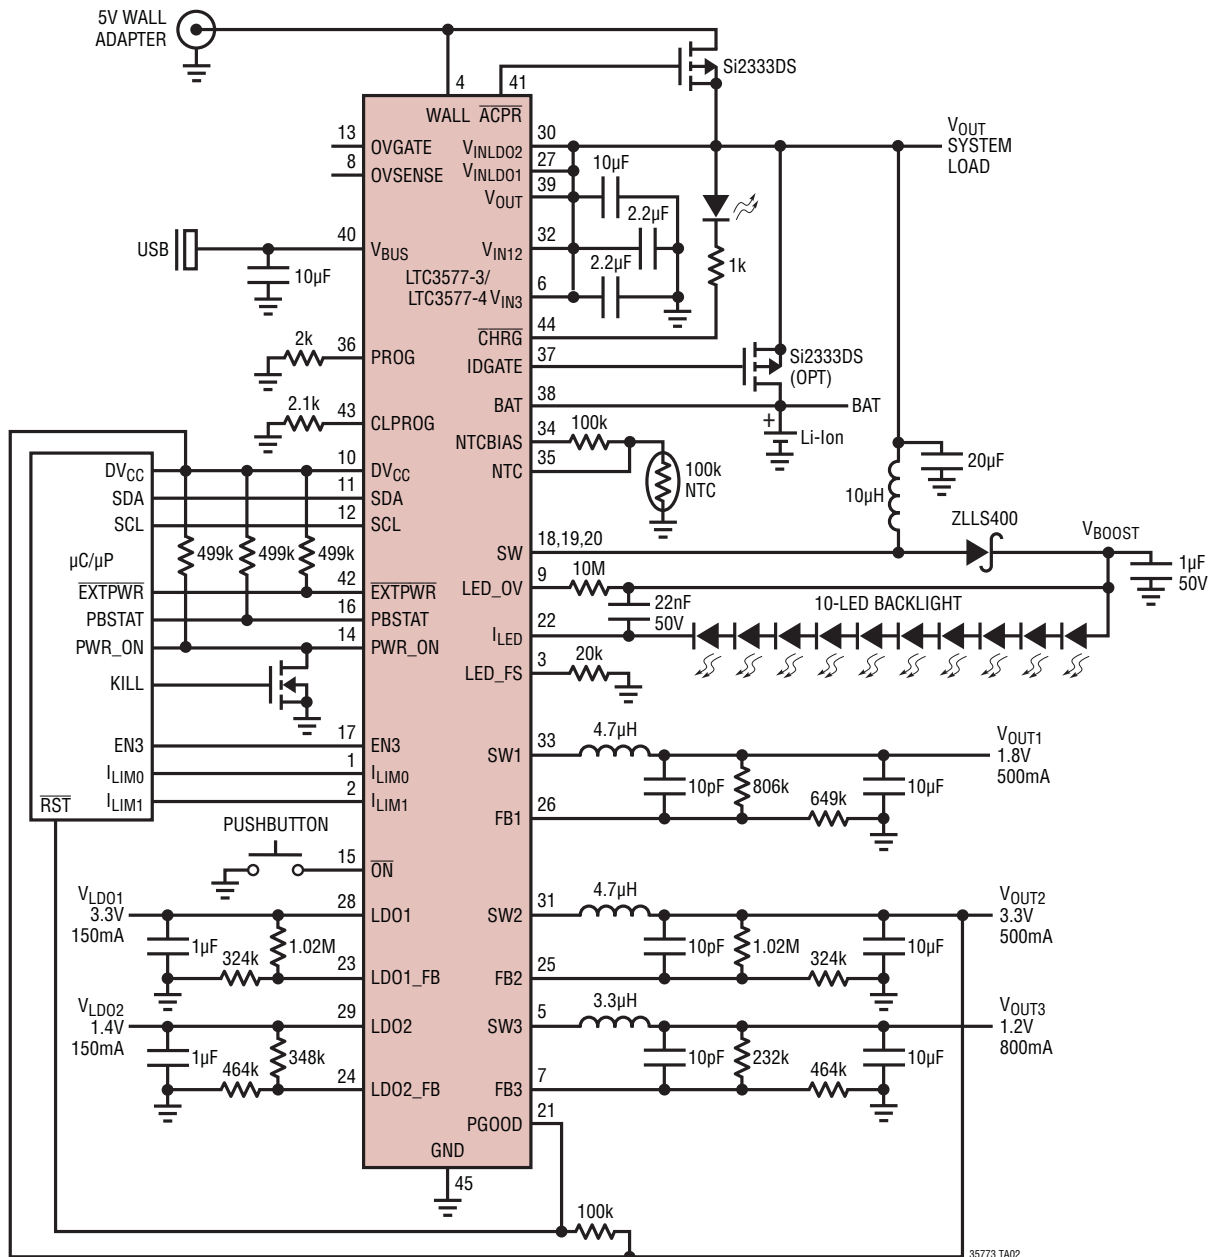 5V WALL
ADAPTER
4
41
Si2333DS
WALL
ACPR
13
OVGATE
8
OVSENSE
VINLDO2
30
VINLDO1
27
VOUT
39
10µF
VOUT
SYSTEM
LOAD
2.2µF
USB
40
VBUS
VIN12
32
10µF
LTC3577-3/
LTC3577-4
2.2µF
VIN3
6
1k
CHRG
44
2k
36
PROG
IDGATE
37
Si2333DS
(OPT)
BAT
38
BAT
2.1k
43
CLPROG
+
Li-Ion
NTCBIAS
34
100k
NTC
35
100k
NTC
20µF
10µH
DVCC
10
DVCC
SDA
11
SDA
SCL
12
SCL
µC/µP
499k
499k
499k
SW
18,19,20
ZLLS400
VBOOST
1µF
50V
EXTPWR
42
EXTPWR
LED_OV
9
10M
PBSTAT
16
PBSTAT
22nF
50V
10-LED BACKLIGHT
PWR_ON
14
PWR_ON
ILED
22
KILL
LED_FS
3
20k
EN3
17
EN3
ILIM0
1
ILIM0
ILIM1
2
ILIM1
RST
SW1
33
4.7µH
VOUT1
1.8V
500mA
10pF
806k
10µF
649k
FB1
26
PUSHBUTTON
15
ON
VLDO1
3.3V
150mA
28
LDO1
1µF
1.02M
324k
23
LDO1_FB
SW2
31
4.7µH
VOUT2
3.3V
500mA
10pF
1.02M
10µF
324k
FB2
25
VLDO2
1.4V
150mA
29
LDO2
1µF
348k
464k
24
LDO2_FB
SW3
5
3.3µH
VOUT3
1.2V
800mA
10pF
232k
10µF
464k
FB3
7
PGOOD
21
GND
45
100k
35773 TA02